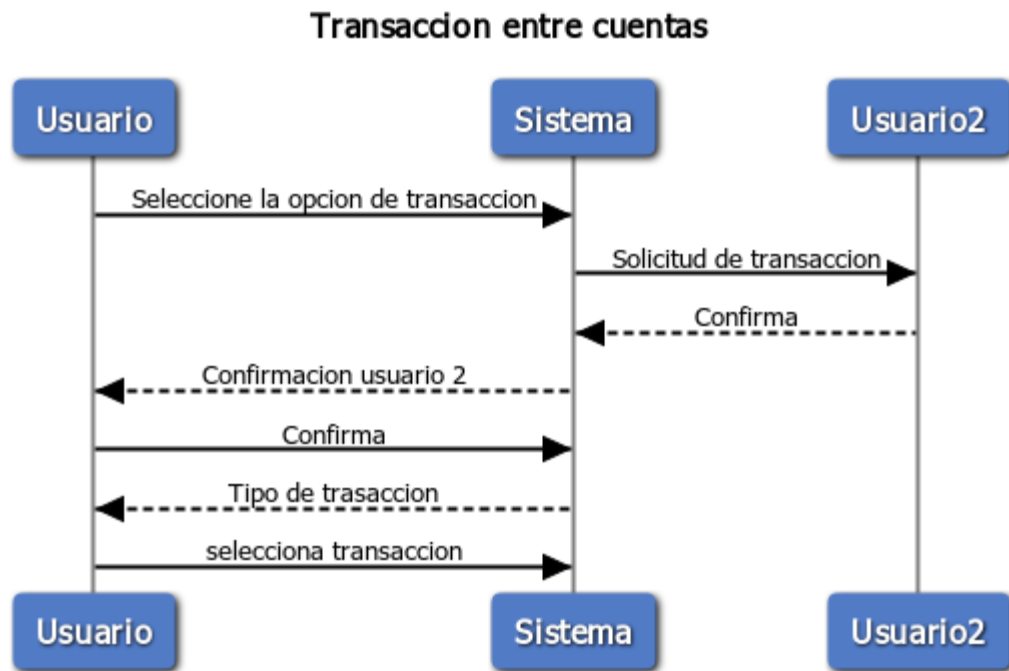 Transaccion entre cuentas
Usuario
Sistema
Usuario2
Seleccione la opcion de transaccion
Solicitud de transaccion
Confirma
Confirmacion usuario 2
Confirma
Tipo de trasaccion
selecciona transaccion
Usuario
Sistema
Usuario2